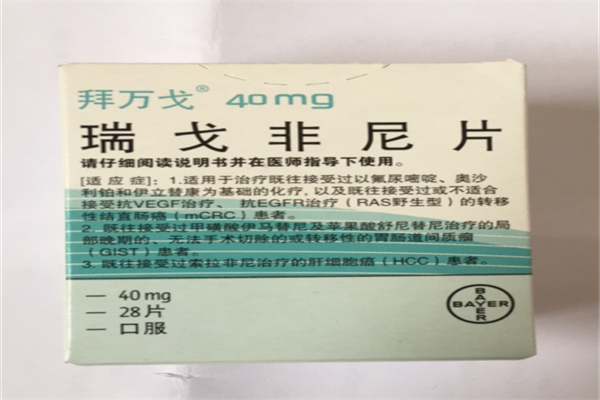 拜万戈® 40mg
瑞戈非尼片
请仔细阅读说明书并在医师指导下使用。
[适应症]：1.适用于治疗既往接受过以氟尿嘧啶、奥沙
利铂和伊立替康为基础的化疗，以及既往接受过或不适合
接受抗VEGF治疗、抗EGFR治疗（RAS野生型）的转移
性结直肠癌（mCRC）患者。
2. 既往接受过甲磺酸伊马替尼及苹果酸舒尼替尼治疗的局
部晚期的、无法手术切除的或转移性的胃肠道间质瘤
（GIST）患者。
3. 既往接受过索拉非尼治疗的肝细胞癌（HCC）患者。
— 40mg
— 28片
— 口服
BAYER
BAYER